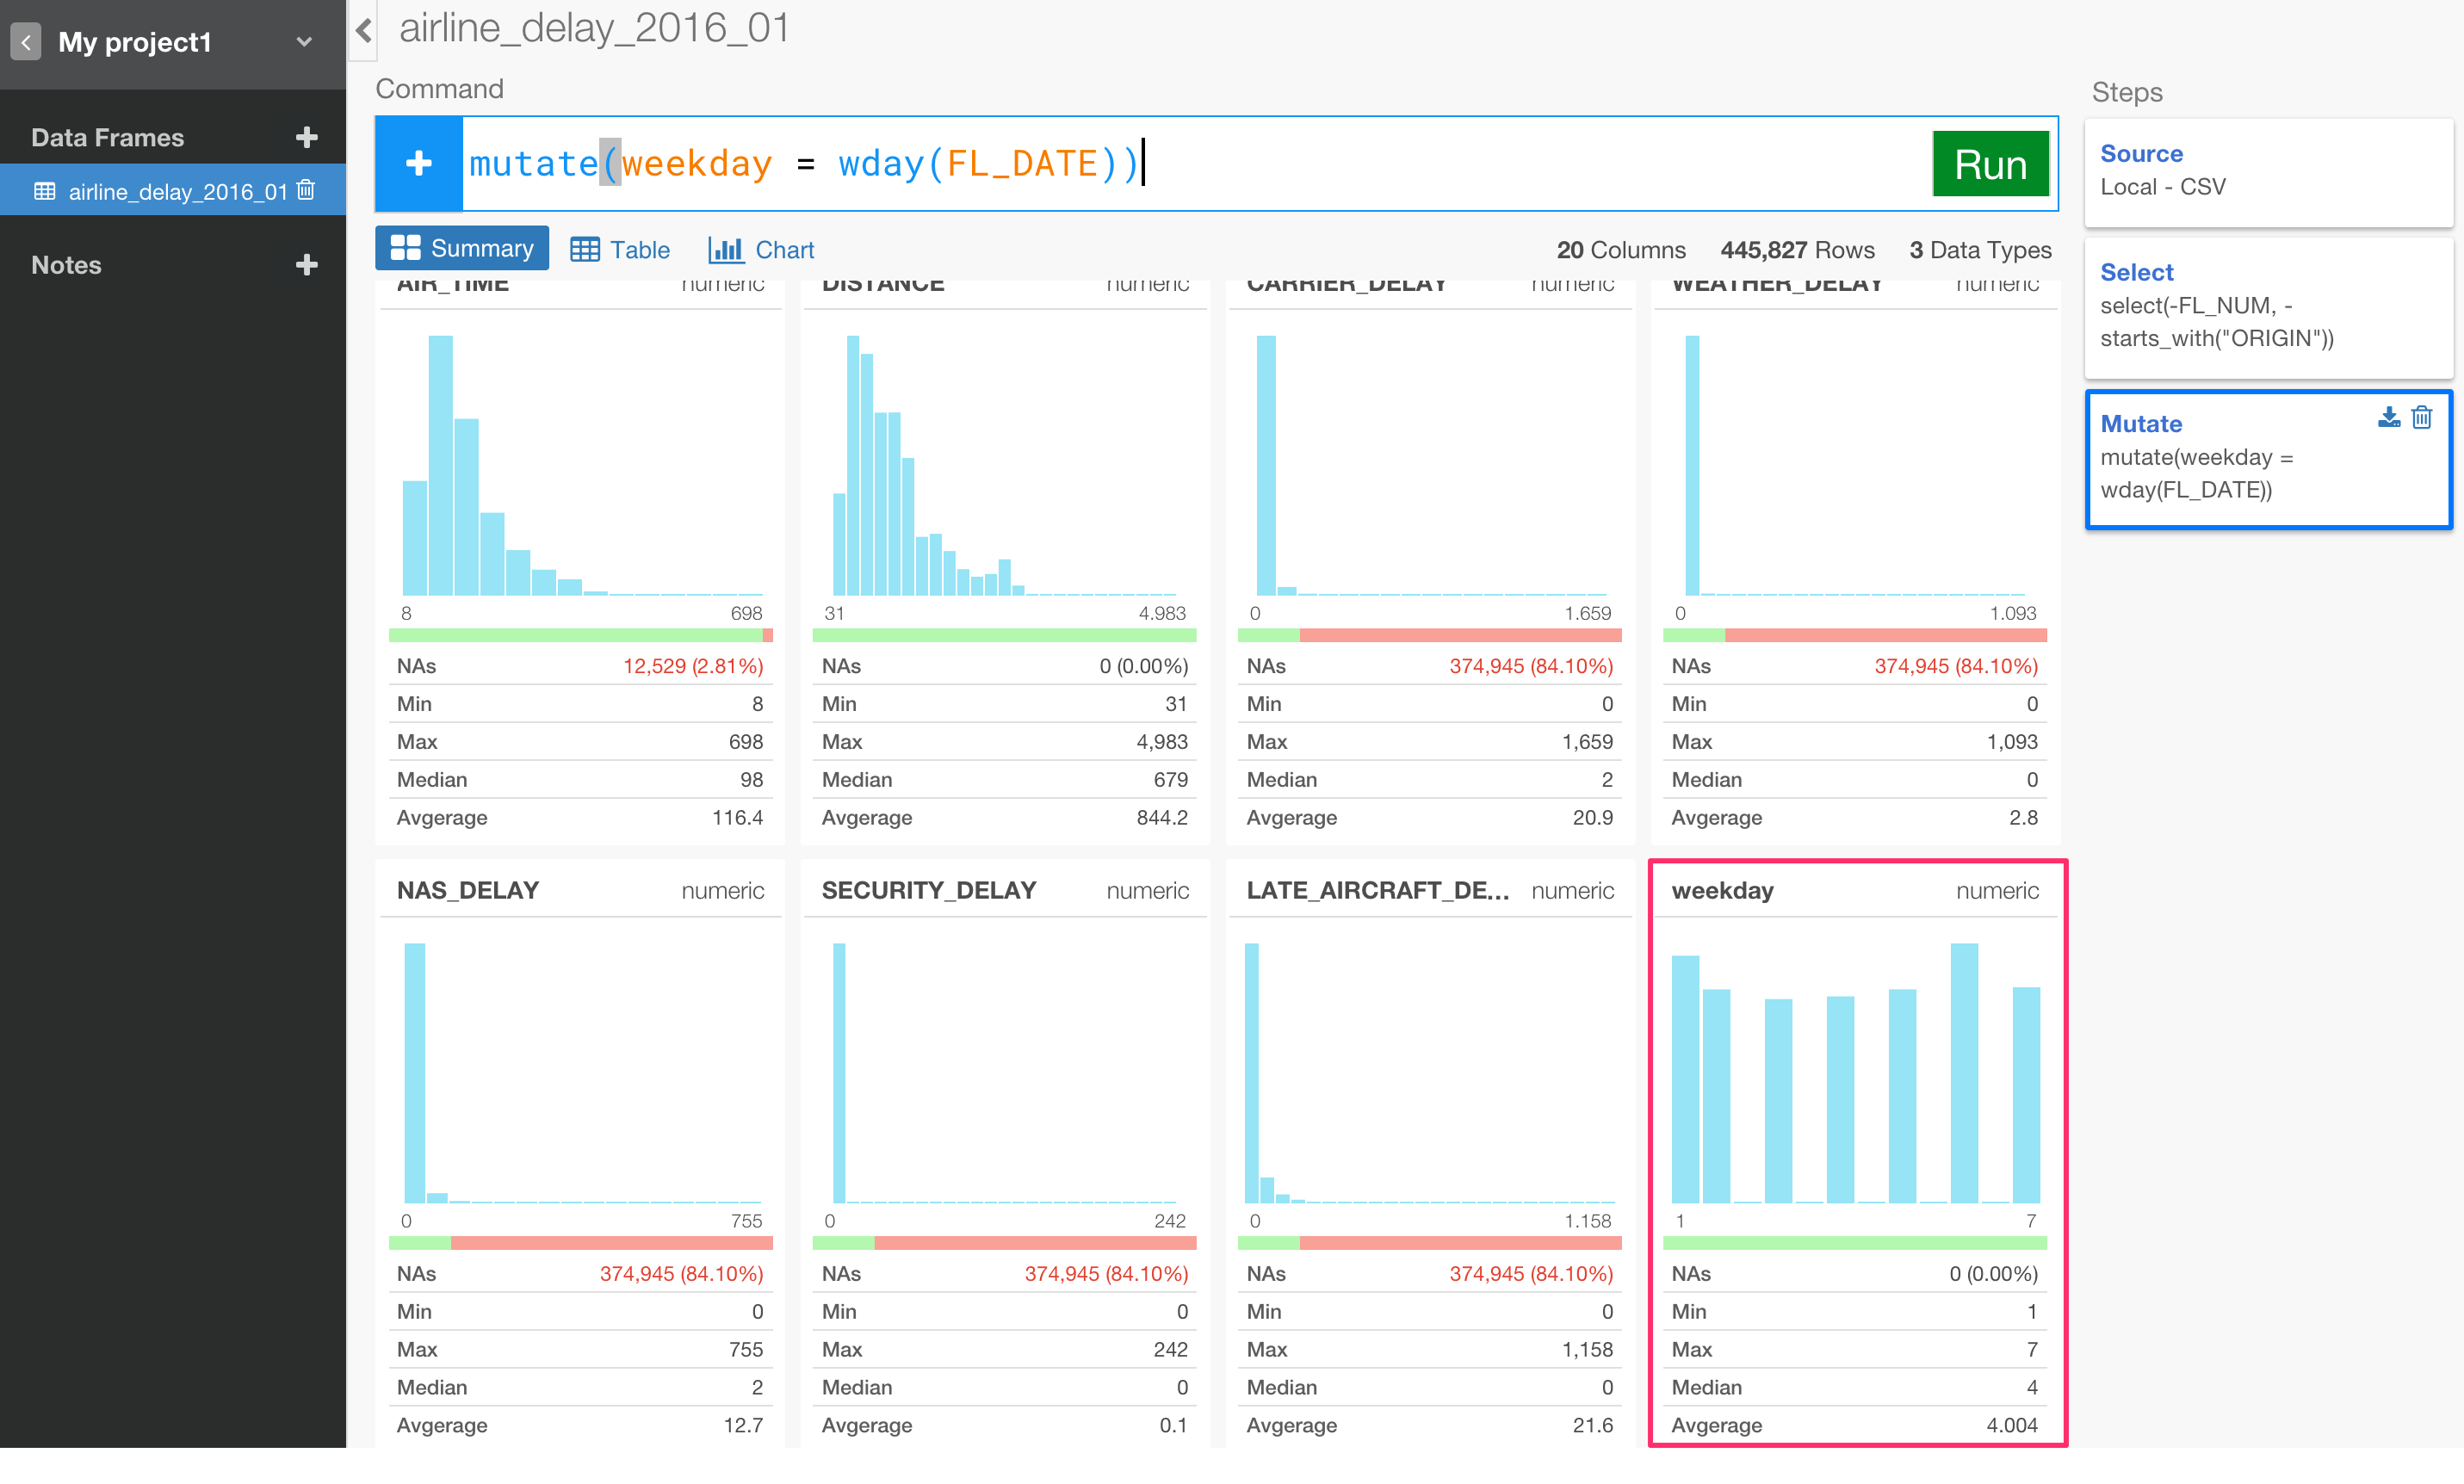 My project1
Data Frames
airline_delay_2016_01
Notes
airline_delay_2016_01
Command
mutate(weekday = wday(FL_DATE))
Run
Summary Table Chart 20 Columns 445,827 Rows 3 Data Types
AIR_TIME numeric DISTANCE numeric CARRIER_DELAY numeric WEATHER_DELAY numeric
8 698 31 4.983 0 1.659 0 1.093
NAs 12,529 (2.81%) NAs 0 (0.00%) NAs 374,945 (84.10%) NAs 374,945 (84.10%)
Min 8 Min 31 Min 0 Min 0
Max 698 Max 4,983 Max 1,659 Max 1,093
Median 98 Median 679 Median 2 Median 0
Avgerage 116.4 Avgerage 844.2 Avgerage 20.9 Avgerage 2.8
NAS_DELAY numeric SECURITY_DELAY numeric LATE_AIRCRAFT_DE... numeric weekday numeric
0 755 0 242 0 1.158 1 7
NAs 374,945 (84.10%) NAs 374,945 (84.10%) NAs 374,945 (84.10%) NAs 0 (0.00%)
Min 0 Min 0 Min 0 Min 1
Max 755 Max 242 Max 1,158 Max 7
Median 2 Median 0 Median 0 Median 4
Avgerage 12.7 Avgerage 0.1 Avgerage 21.6 Avgerage 4.004
Steps
Source
Local - CSV
Select
select(-FL_NUM, -
starts_with("ORIGIN"))
Mutate
mutate(weekday =
wday(FL_DATE))